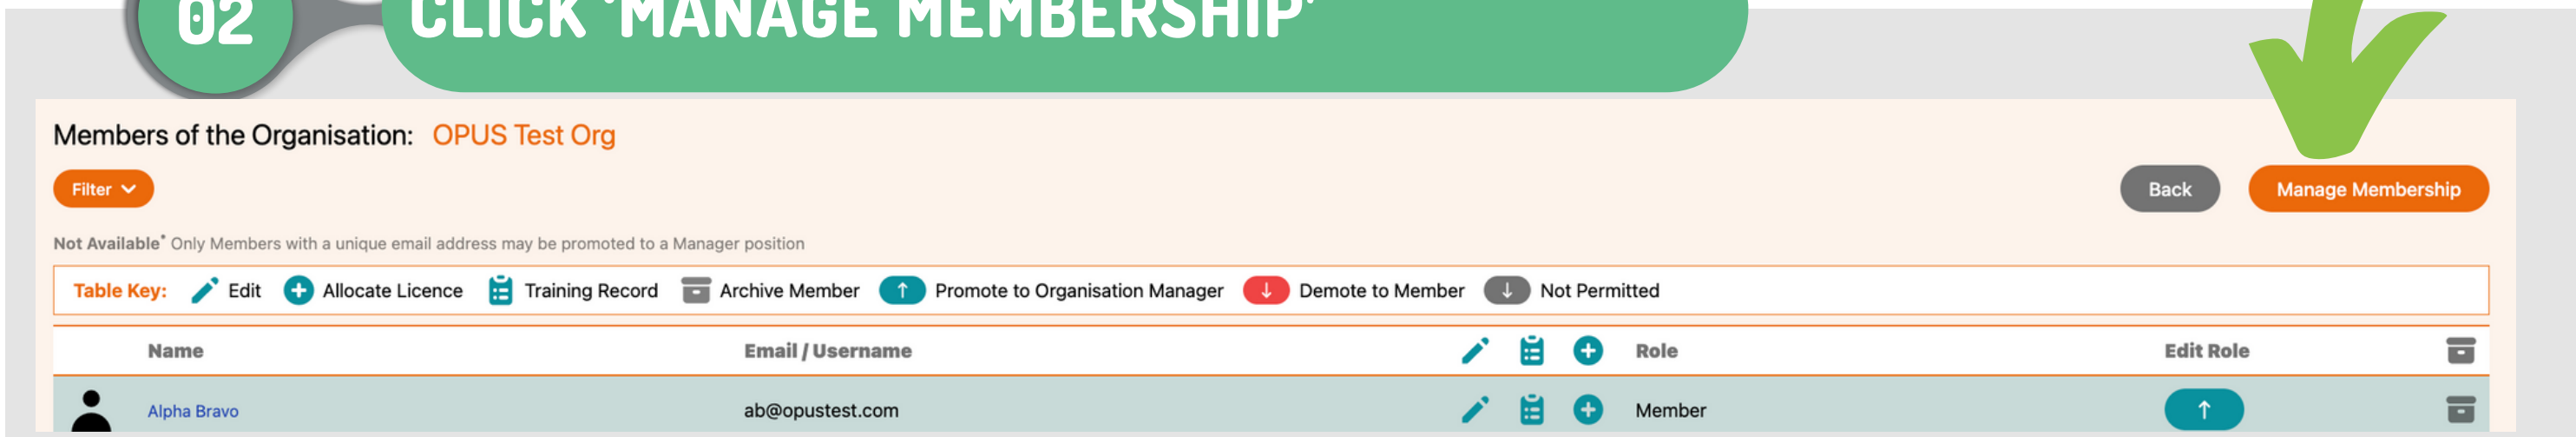 02
CLICK 'MANAGE MEMBERSHIP'
Members of the Organisation: OPUS Test Org
Filter
Back
Manage Membership
Not Available* Only Members with a unique email address may be promoted to a Manager position
Table Key: Edit Allocate Licence Training Record Archive Member ↑ Promote to Organisation Manager ↓ Demote to Member ↓ Not Permitted
Name Email / Username Role Edit Role
Alpha Bravo ab@opustest.com Member ↑